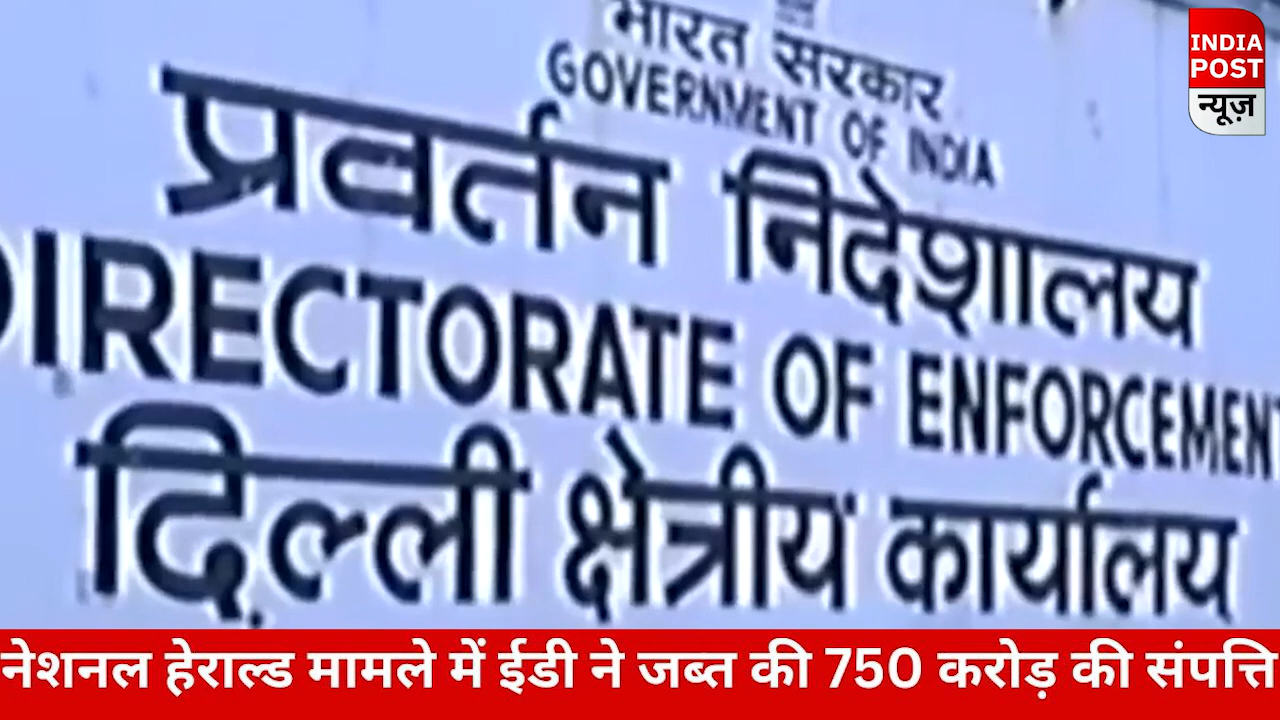 भारत सरकार
GOVERNMENT OF INDIA
प्रवर्तन निदेशालय
DIRECTORATE OF ENFORCEMENT
दिल्ली क्षेत्रीय कार्यालय
INDIA
POST
न्यूज़
नेशनल हेराल्ड मामले में ईडी ने जब्त की 750 करोड़ की संपत्ति